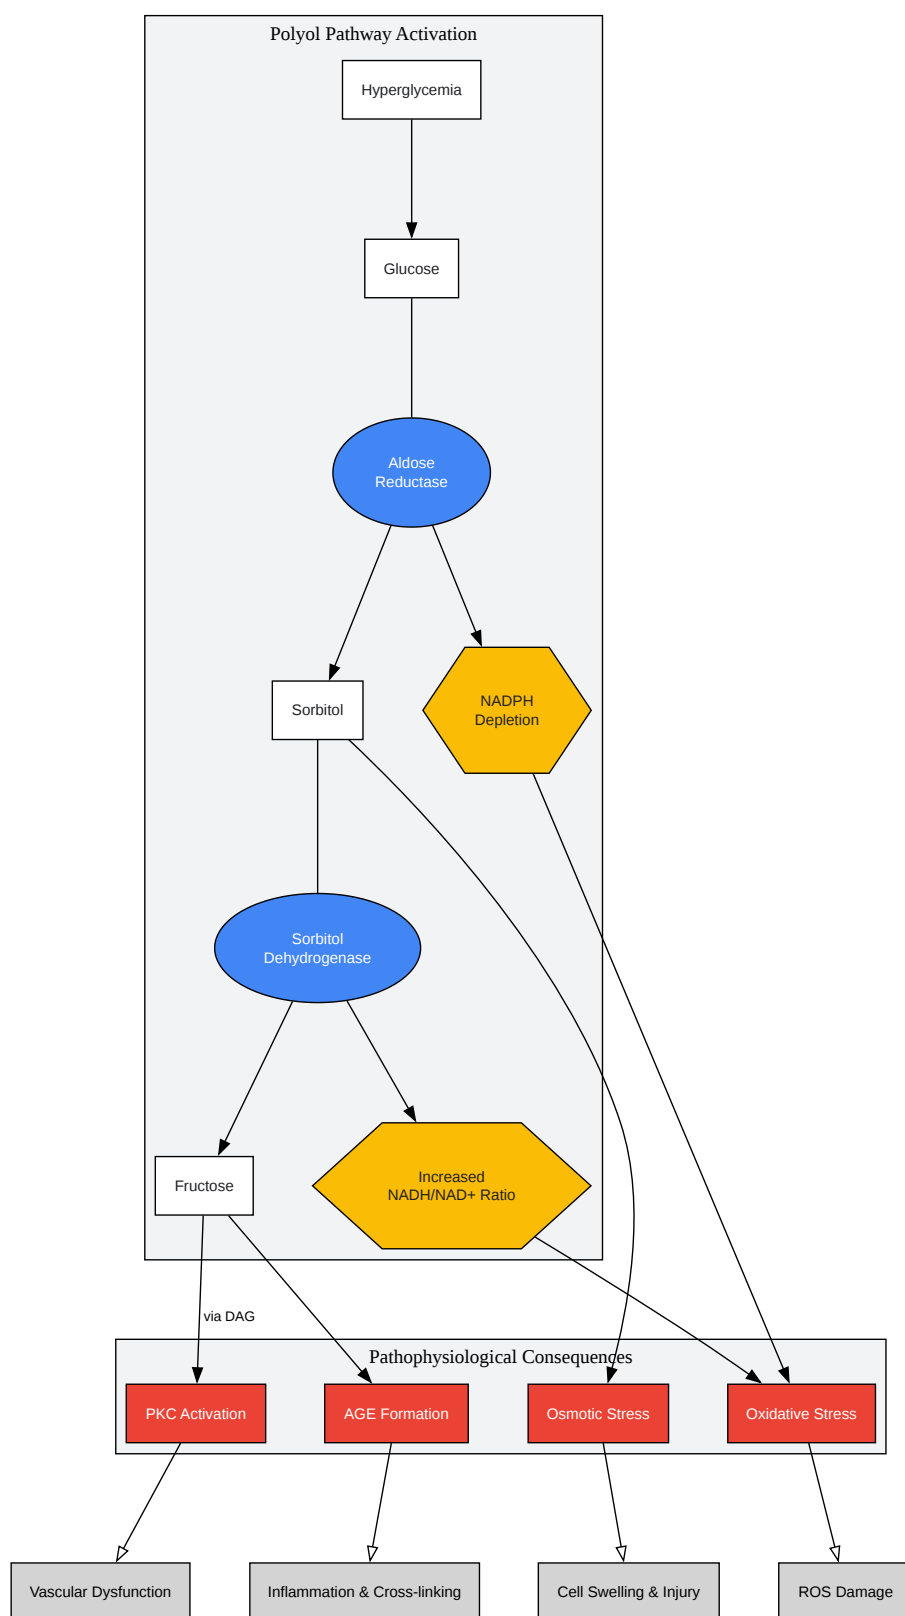 Polyol Pathway Activation
Hyperglycemia
Glucose
Aldose
Reductase
Sorbitol
NADPH
Depletion
Sorbitol
Dehydrogenase
Fructose
Increased
NADH/NAD+ Ratio
via DAG
Pathophysiological Consequences
PKC Activation
AGE Formation
Osmotic Stress
Oxidative Stress
Vascular Dysfunction
Inflammation & Cross-linking
Cell Swelling & Injury
ROS Damage